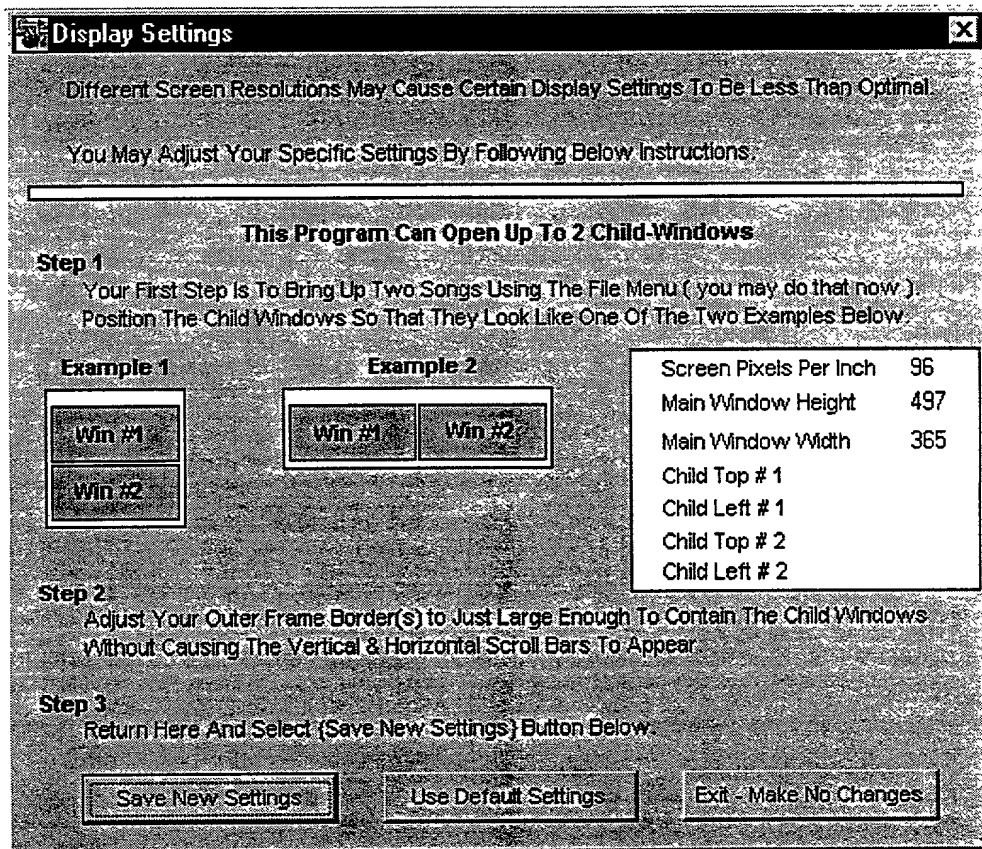 Display Settings
Different Screen Resolutions May Cause Certain Display Settings To Be Less Than Optimal.
You May Adjust Your Specific Settings By Following Below Instructions.
This Program Can Open Up To 2 Child-Windows
Step 1
Your First Step Is To Bring Up Two Songs Using The File Menu ( you may do that now ).
Position The Child Windows So That They Look Like One Of The Two Examples Below.
Example 1
Win #1
Win #2
Example 2
Win #1 Win #2
Screen Pixels Per Inch 96
Main Window Height 497
Main Window Width 365
Child Top # 1
Child Left # 1
Child Top # 2
Child Left # 2
Step 2
Adjust Your Outer Frame Border(s) to Just Large Enough To Contain The Child Windows
Without Causing The Vertical & Horizontal Scroll Bars To Appear.
Step 3
Return Here And Select {Save New Settings} Button Below.
Save New Settings Use Default Settings Exit - Make No Changes